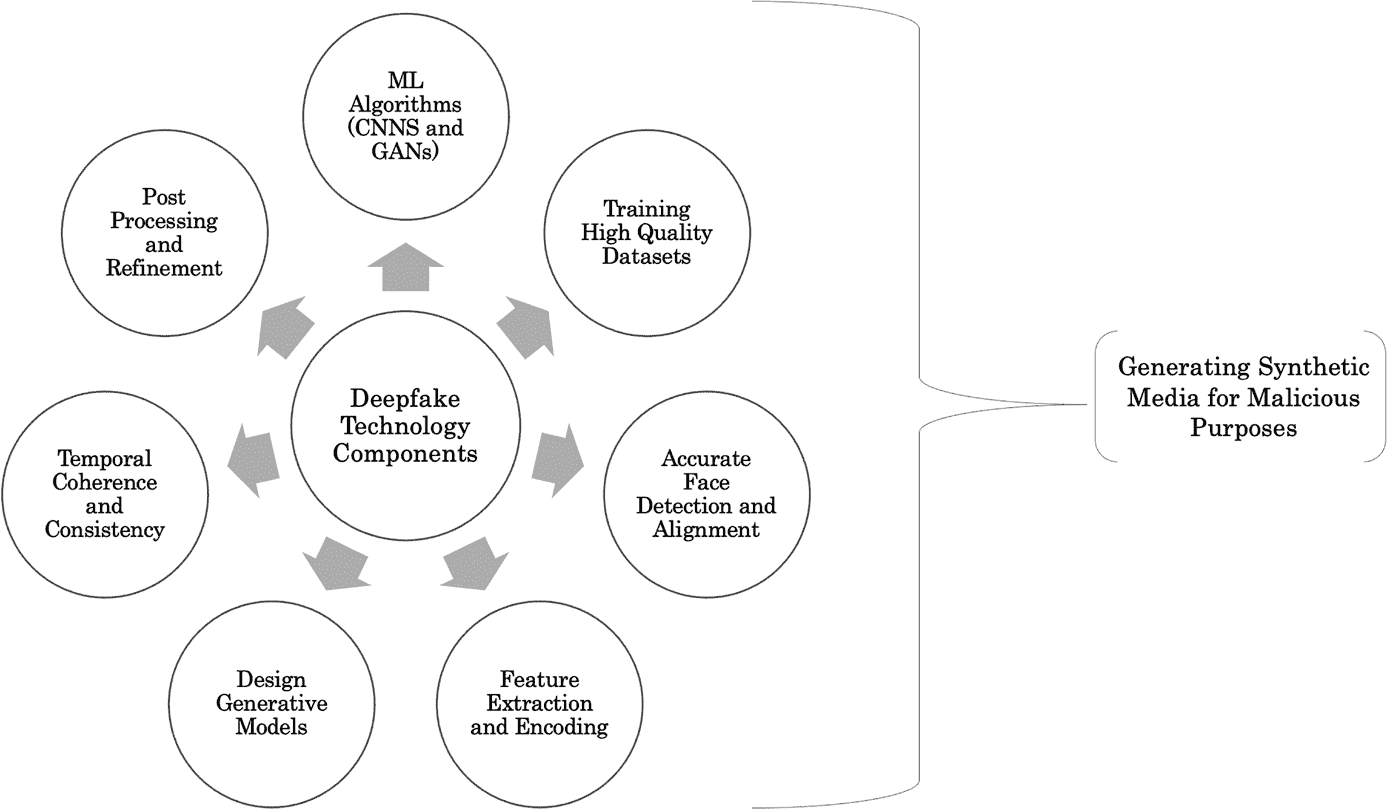 ML
Algorithms
(CNNS and
GANs)
Training
High Quality
Datasets
Accurate
Face
Detection and
Alignment
Feature
Extraction
and Encoding
Design
Generative
Models
Temporal
Coherence
and
Consistency
Post
Processing
and
Refinement
Deepfake
Technology
Components
Generating Synthetic
Media for Malicious
Purposes